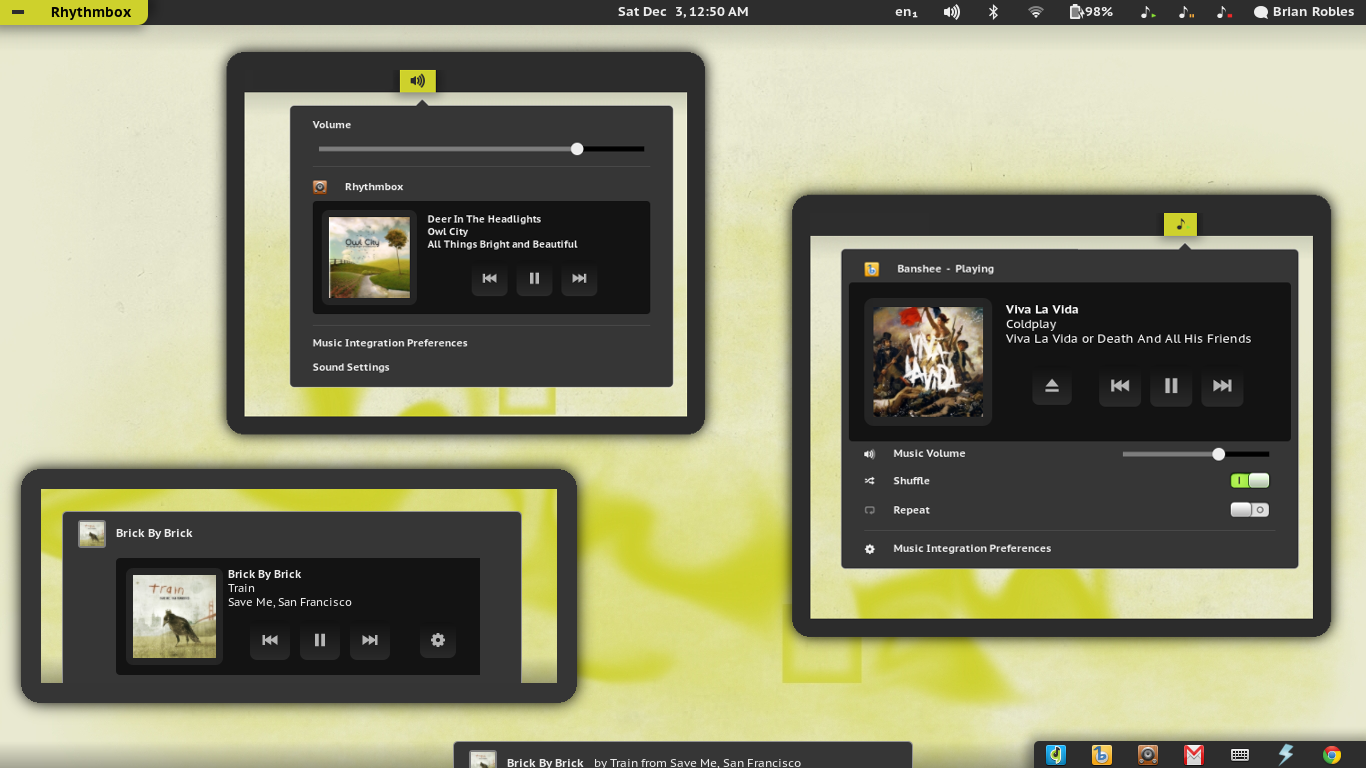 Rhythmbox
Sat Dec 3, 12:50 AM
en₁
98%
Brian Robles
Volume
Rhythmbox
Owl City
Deer In The Headlights
Owl City
All Things Bright and Beautiful
Music Integration Preferences
Sound Settings
Banshee - Playing
VIVA
LA VIDA
Viva La Vida
Coldplay
Viva La Vida or Death And All His Friends
Music Volume
Shuffle
Repeat
Music Integration Preferences
Brick By Brick
Train
Brick By Brick
Train
Save Me, San Francisco
Brick By Brick by Train from Save Me, San Francisco